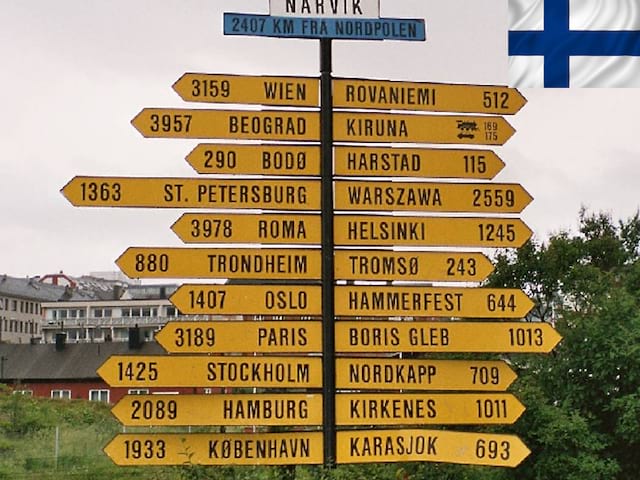 NARVIK
2407 KM FRA NORDPOLEN
3159 WIEN
ROVANIEMI 512
3957 BEOGRAD
KIRUNA 169 175
290 BODØ
HARSTAD 115
1363 ST. PETERSBURG
WARSZAWA 2559
3978 ROMA
HELSINKI 1245
880 TRONDHEIM
TROMSØ 243
1407 OSLO
HAMMERFEST 644
3189 PARIS
BORIS GLEB 1013
1425 STOCKHOLM
NORDKAPP 709
2089 HAMBURG
KIRKENES 1011
1933 KØBENHAVN
KARASJOK 693